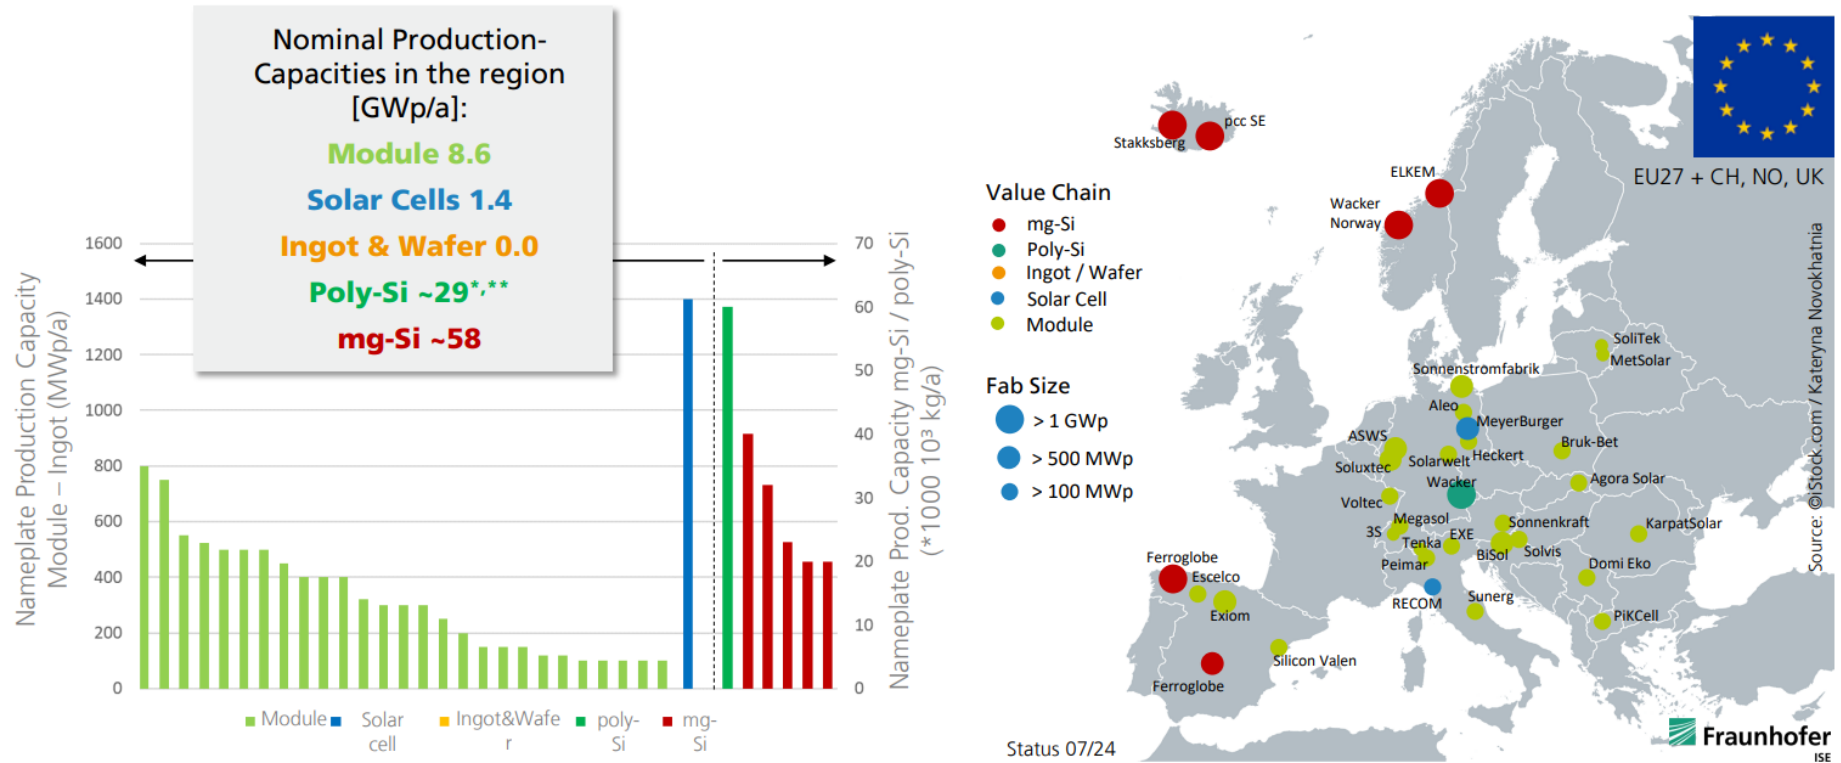 Nominal Production-
Capacities in the region
[GWp/a]:
Module 8.6
Solar Cells 1.4
Ingot & Wafer 0.0
Poly-Si ~29*,**
mg-Si ~58
Nameplate Production Capacity
Module – Ingot (MWp/a)
1600
1400
1200
1000
800
600
400
200
0
70
60
50
40
30
20
10
0
Nameplate Prod. Capacity mg-Si / poly-Si
(*1000 10³ kg/a)
Module
Solar
cell
Ingot&Wafe
r
poly-
Si
mg-
Si
Value Chain
mg-Si
Poly-Si
Ingot / Wafer
Solar Cell
Module
Fab Size
> 1 GWp
> 500 MWp
> 100 MWp
Status 07/24
EU27 + CH, NO, UK
Stakksberg
pcc SE
ELKEM
Wacker
Norway
SoliTek
MetSolar
Sonnenstromfabrik
Aleo
MeyerBurger
ASWS
Bruk-Bet
Soluxtec
Solarwelt
Heckert
Wacker
Agora Solar
Voltec
Megasol
Sonnenkraft
KarpatSolar
3S
Tenka
EXE
BiSol
Solvis
Peimar
Domi Eko
Ferroglobe
Escelco
RECOM
Sunerg
Exiom
PiKCell
Silicon Valen
Ferroglobe
Source: ©iStock.com / Kateryna Novokhatnia
Fraunhofer
ISE